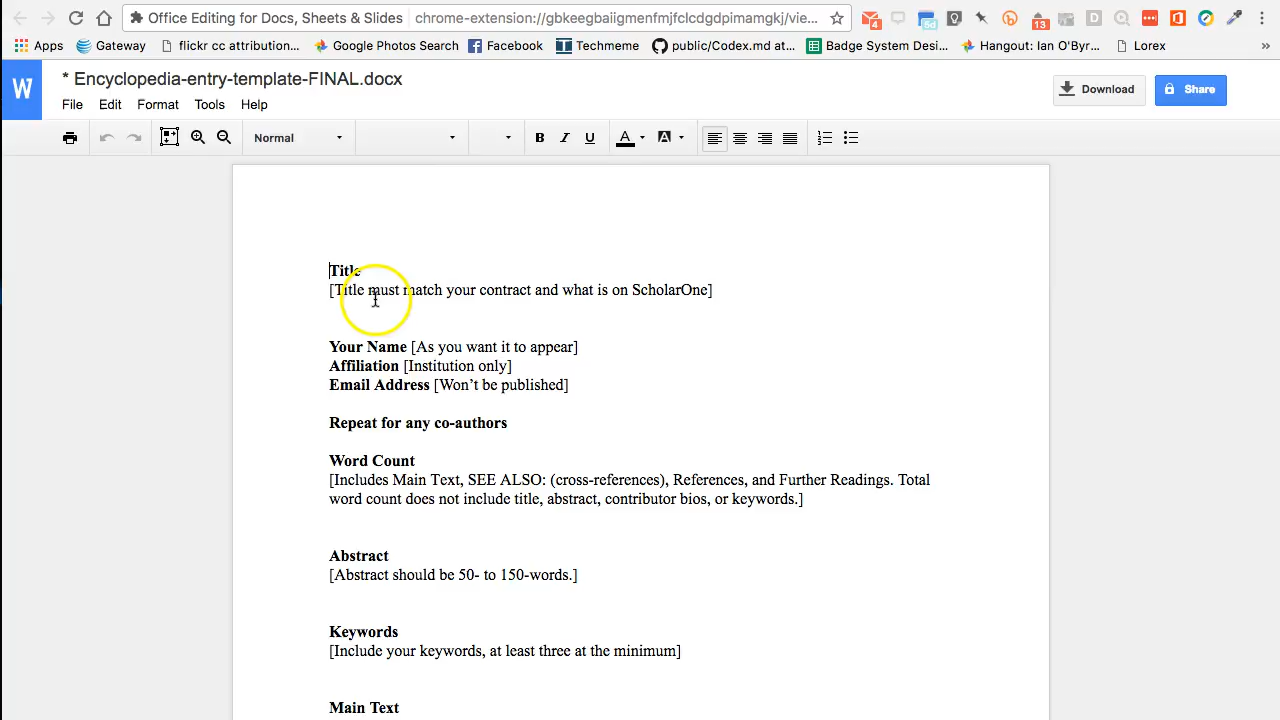 Office Editing for Docs, Sheets & Slides chrome-extension://gbkeegbaiigmenfmjfclcdgdpimamgkj/vie...
4 5d 13 D
Apps Gateway flickr cc attribution... Google Photos Search Facebook Techmeme public/Codex.md at... Badge System Desi... Hangout: Ian O'Byr... Lorex »
W * Encyclopedia-entry-template-FINAL.docx
Download Share
File Edit Format Tools Help
Normal B I U A A
Title
[Title must match your contract and what is on ScholarOne]
Your Name [As you want it to appear]
Affiliation [Institution only]
Email Address [Won’t be published]
Repeat for any co-authors
Word Count
[Includes Main Text, SEE ALSO: (cross-references), References, and Further Readings. Total
word count does not include title, abstract, contributor bios, or keywords.]
Abstract
[Abstract should be 50- to 150-words.]
Keywords
[Include your keywords, at least three at the minimum]
Main Text